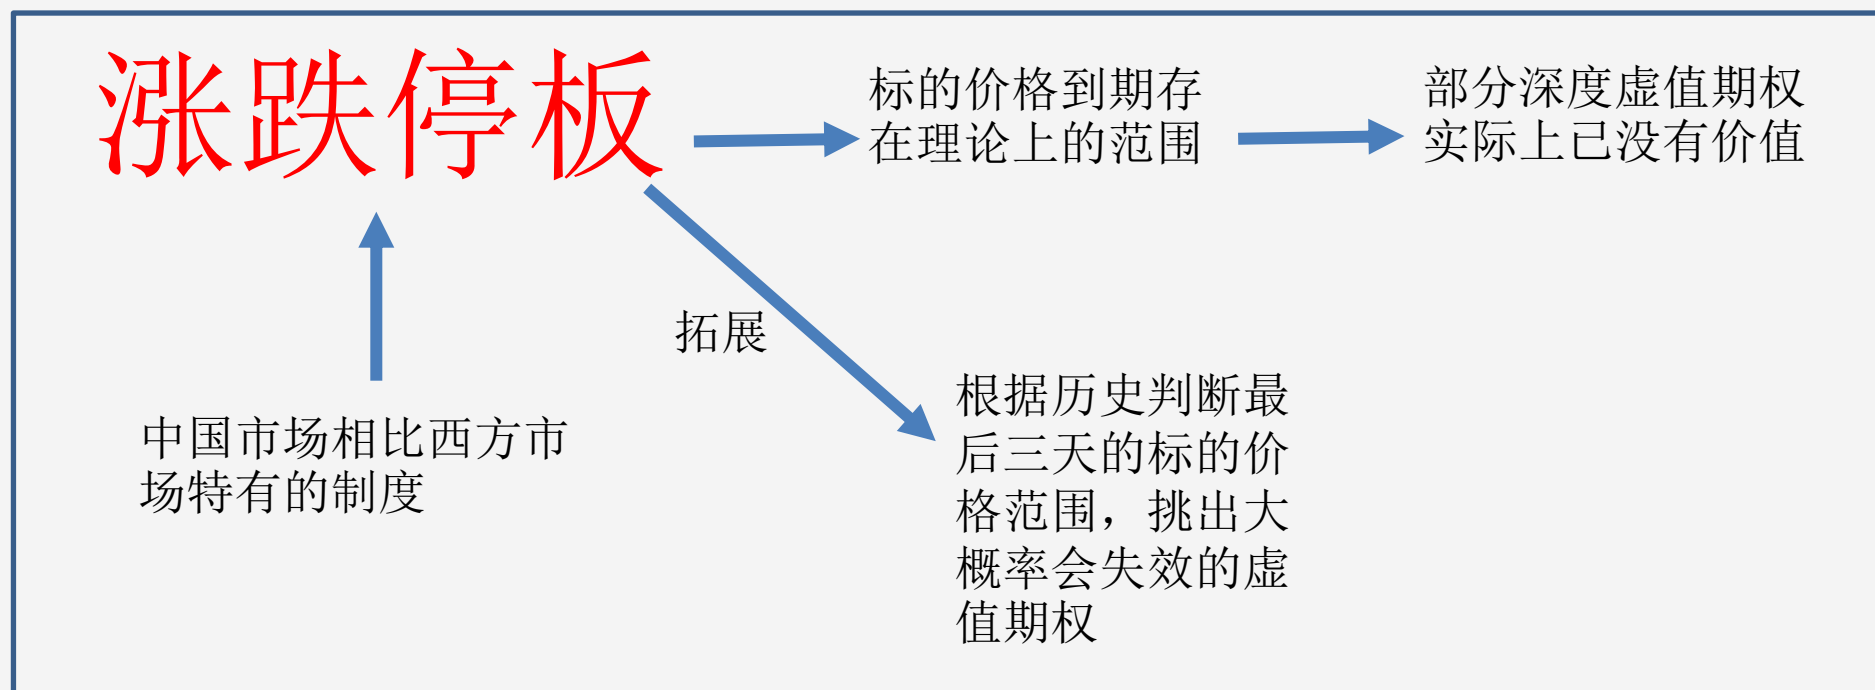 涨跌停板
标的价格到期存
在理论上的范围
部分深度虚值期权
实际上已没有价值
拓展
中国市场相比西方市
场特有的制度
根据历史判断最
后三天的标的价
格范围，挑出大
概率会失效的虚
值期权